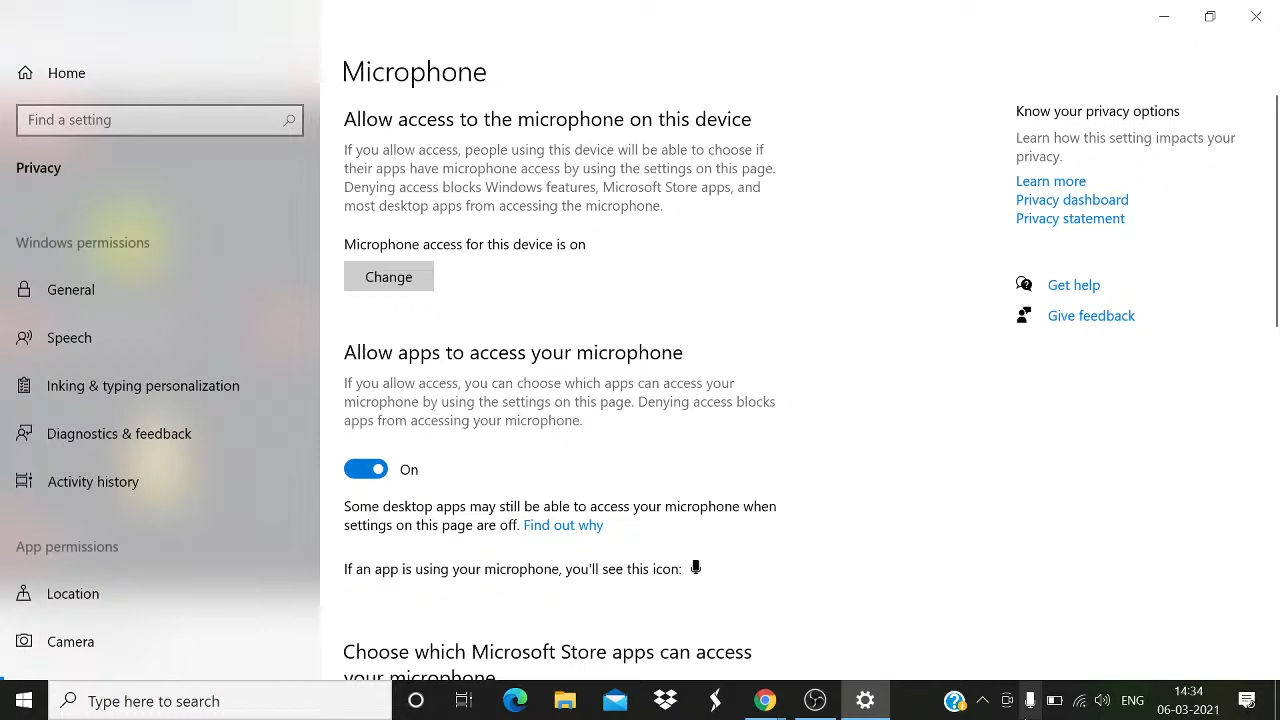 Home
Find a setting
Privacy
Windows permissions
General
Speech
Inking & typing personalization
Diagnostics & feedback
Activity history
App permissions
Location
Camera
Microphone
Allow access to the microphone on this device
If you allow access, people using this device will be able to choose if
their apps have microphone access by using the settings on this page.
Denying access blocks Windows features, Microsoft Store apps, and
most desktop apps from accessing the microphone.
Microphone access for this device is on
Change
Allow apps to access your microphone
If you allow access, you can choose which apps can access your
microphone by using the settings on this page. Denying access blocks
apps from accessing your microphone.
On
Some desktop apps may still be able to access your microphone when
settings on this page are off. Find out why
If an app is using your microphone, you'll see this icon:
Choose which Microsoft Store apps can access
your microphone
Know your privacy options
Learn how this setting impacts your
privacy.
Learn more
Privacy dashboard
Privacy statement
Get help
Give feedback
Type here to search
ENG
14:34
06-03-2021